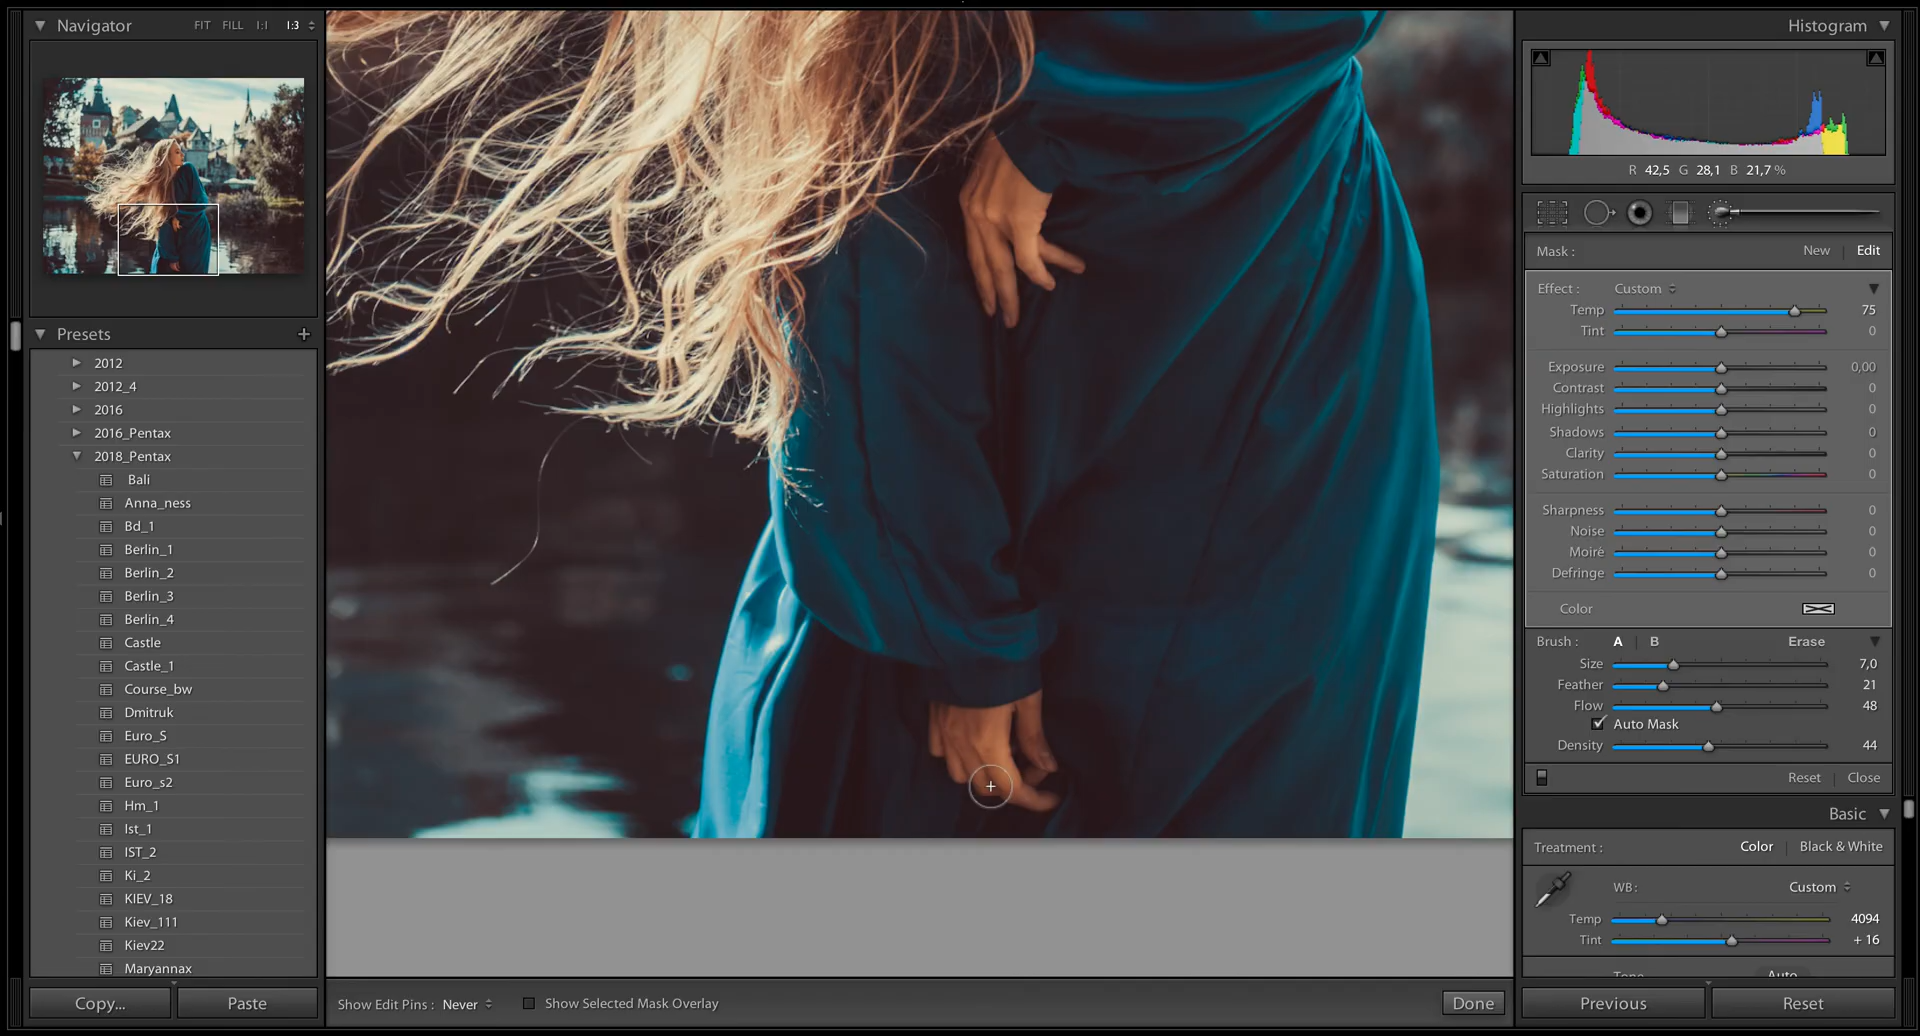 Navigator FIT FILL 1:1 1:3
Presets +
2012
2012_4
2016
2016_Pentax
2018_Pentax
Bali
Anna_ness
Bd_1
Berlin_1
Berlin_2
Berlin_3
Berlin_4
Castle
Castle_1
Course_bw
Dmitruk
Euro_S
EURO_S1
Euro_s2
Hm_1
Ist_1
IST_2
Ki_2
KIEV_18
Kiev_111
Kiev22
Maryannax
Copy... Paste
Show Edit Pins : Never Show Selected Mask Overlay Done
Histogram
R 42,5 G 28,1 B 21,7 %
Mask : New | Edit
Effect : Custom
Temp 75
Tint 0
Exposure 0,00
Contrast 0
Highlights 0
Shadows 0
Clarity 0
Saturation 0
Sharpness 0
Noise 0
Moiré 0
Defringe 0
Color
Brush : A | B Erase
Size 7,0
Feather 21
Flow 48
Auto Mask
Density 44
Reset | Close
Basic
Treatment : Color | Black & White
WB : Custom
Temp 4094
Tint + 16
Tone Auto
Previous Reset